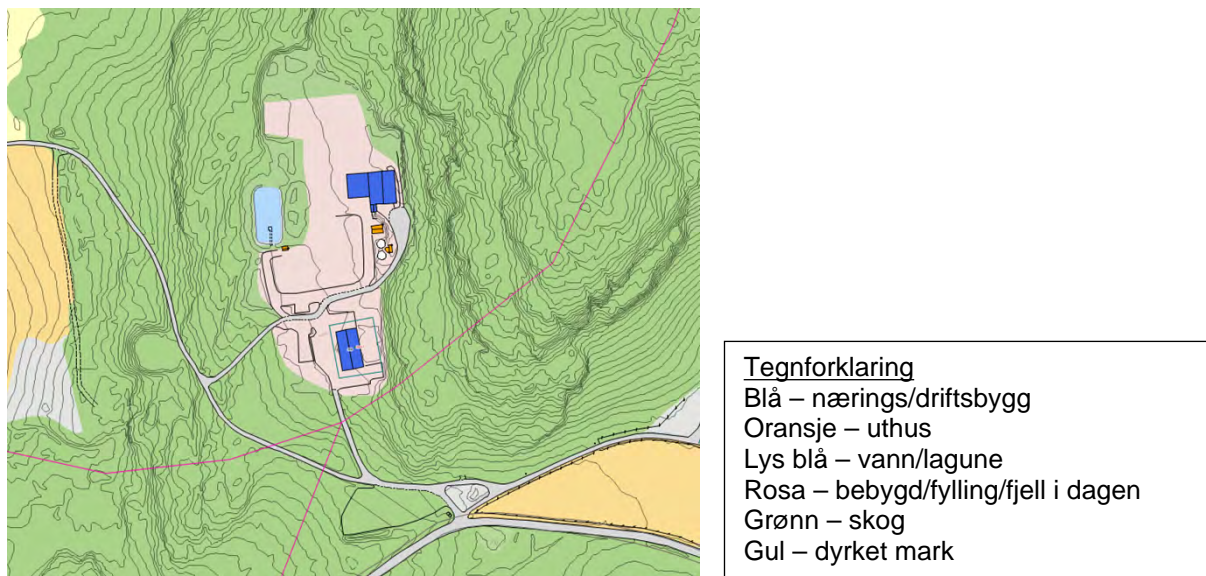 Tegnforklaring
Blå – nærings/driftsbygg
Oransje – uthus
Lys blå – vann/lagune
Rosa – bebygd/fylling/fjell i dagen
Grønn – skog
Gul – dyrket mark